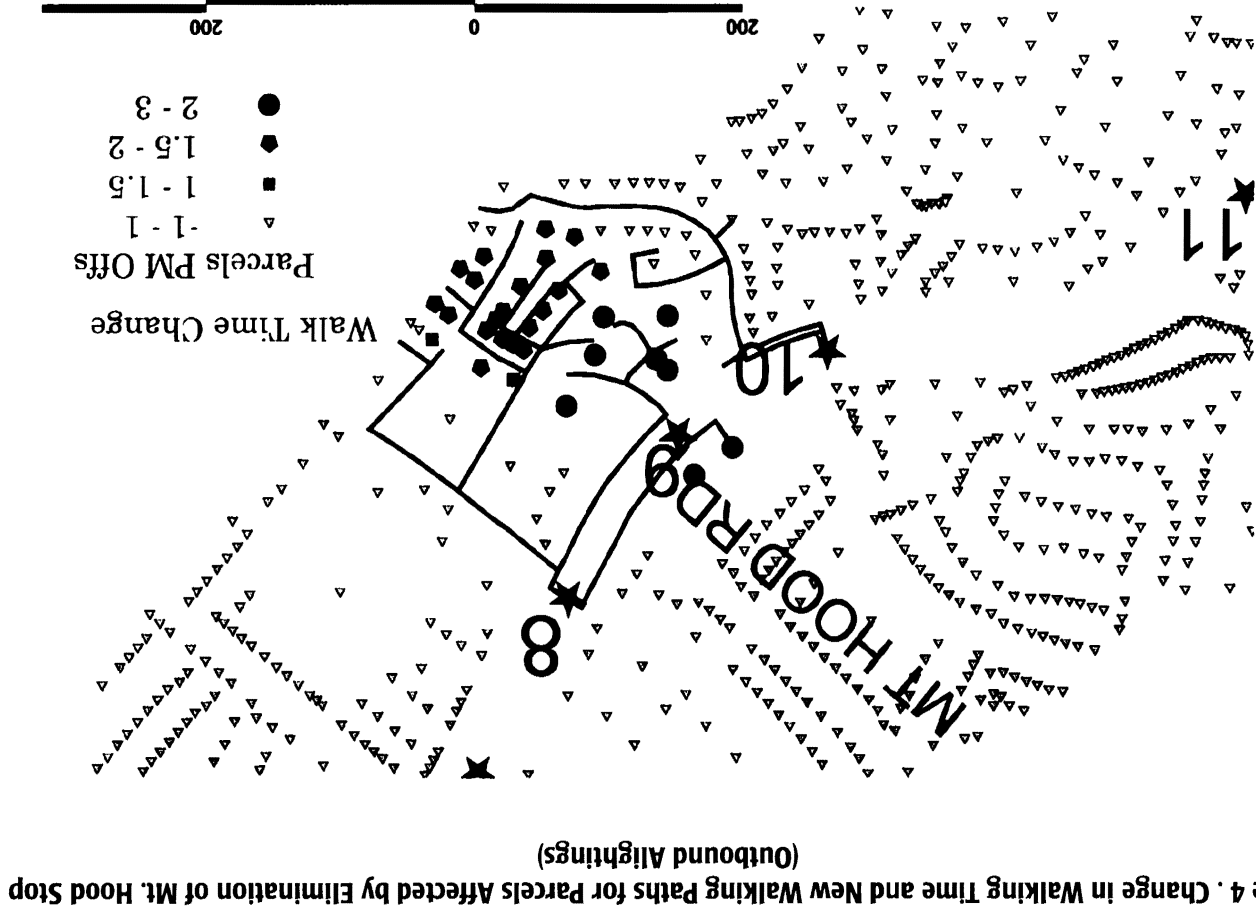 e 4 . Change in Walking Time and New Walking Paths for Parcels Affected by Elimination of Mt. Hood Stop
(Outbound Alightings)
MT HOOD RD
8
9
10
11
Walk Time Change
Parcels PM Offs
-1 - 1
1 - 1.5
1.5 - 2
2 - 3
200 0 200